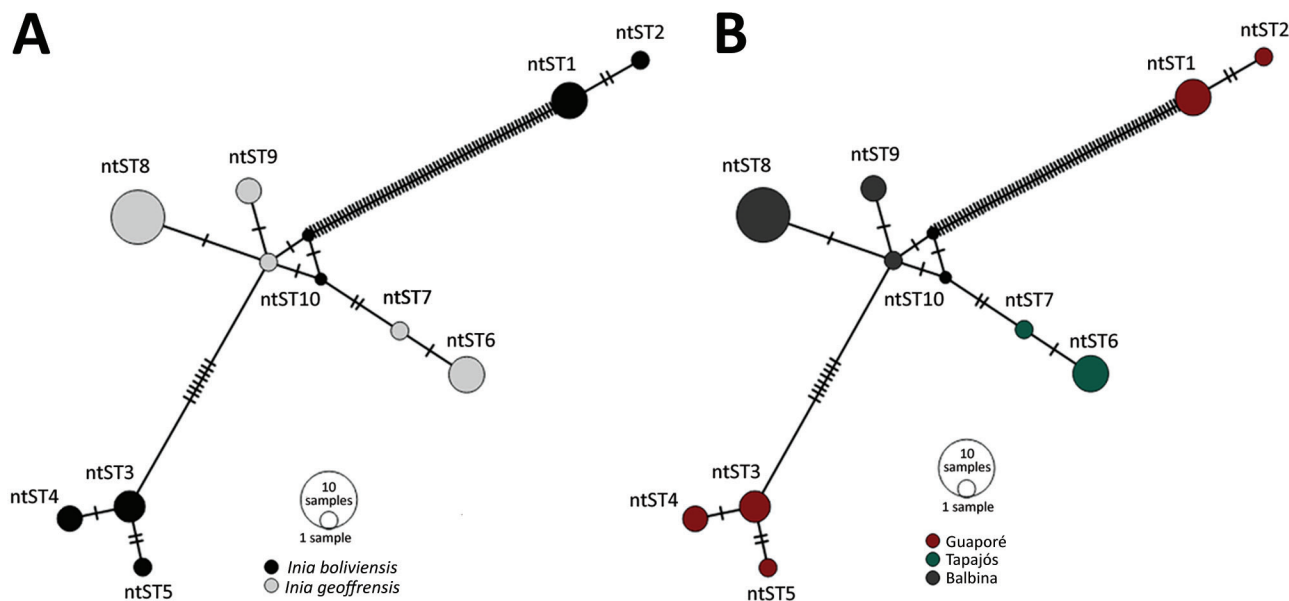 A
ntST2
ntST1
ntST9
ntST8
ntST10
ntST7
ntST6
ntST3
ntST4
ntST5
10
samples
1 sample
Inia boliviensis
Inia geoffrensis
B
ntST2
ntST1
ntST9
ntST8
ntST10
ntST7
ntST6
ntST3
ntST4
ntST5
10
samples
1 sample
Guaporé
Tapajós
Balbina